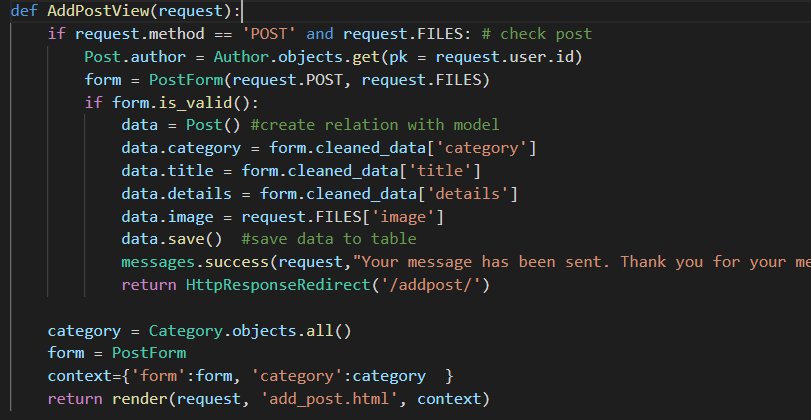 def AddPostView(request):
if request.method == 'POST' and request.FILES: # check post
Post.author = Author.objects.get(pk = request.user.id)
form = PostForm(request.POST, request.FILES)
if form.is_valid():
data = Post() #create relation with model
data.category = form.cleaned_data['category']
data.title = form.cleaned_data['title']
data.details = form.cleaned_data['details']
data.image = request.FILES['image']
data.save()  #save data to table
messages.success(request,"Your message has been sent. Thank you for your me
return HttpResponseRedirect('/addpost/')
category = Category.objects.all()
form = PostForm
context={'form':form, 'category':category  }
return render(request, 'add_post.html', context)